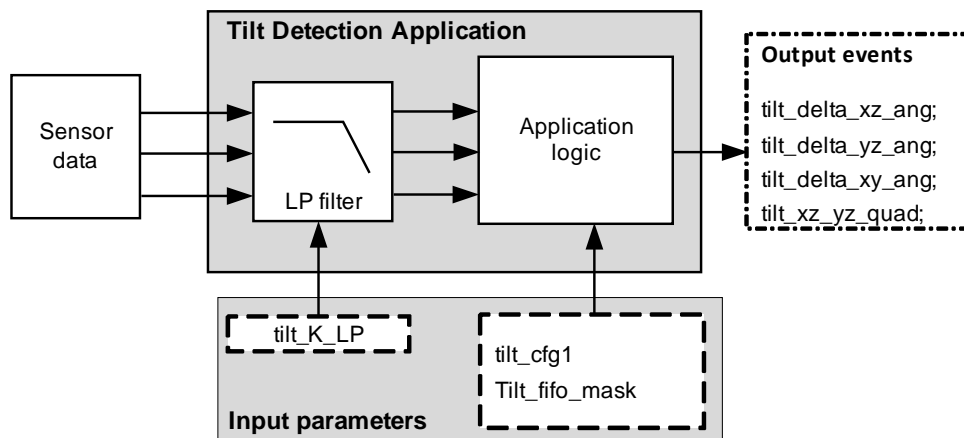 Tilt Detection Application
Sensor
data
LP filter
Application
logic
Output events
tilt_delta_xz_ang;
tilt_delta_yz_ang;
tilt_delta_xy_ang;
tilt_xz_yz_quad;
tilt_K_LP
tilt_cfg1
Tilt_fifo_mask
Input parameters